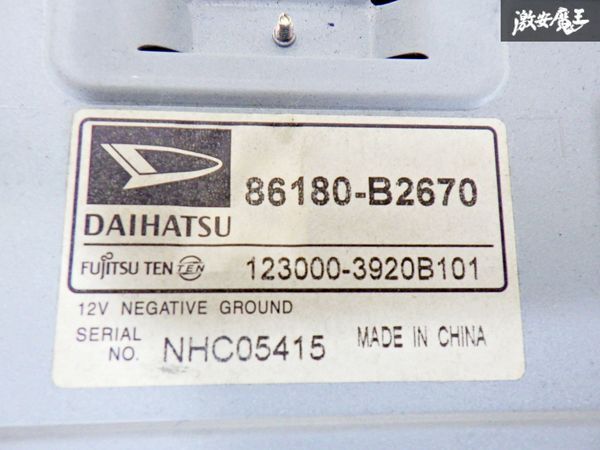 激安魔王
86180-B2670
DAIHATSU
FUJITSU TEN TEN 123000-3920B101
12V NEGATIVE GROUND
SERIAL NO. NHC05415 MADE IN CHINA